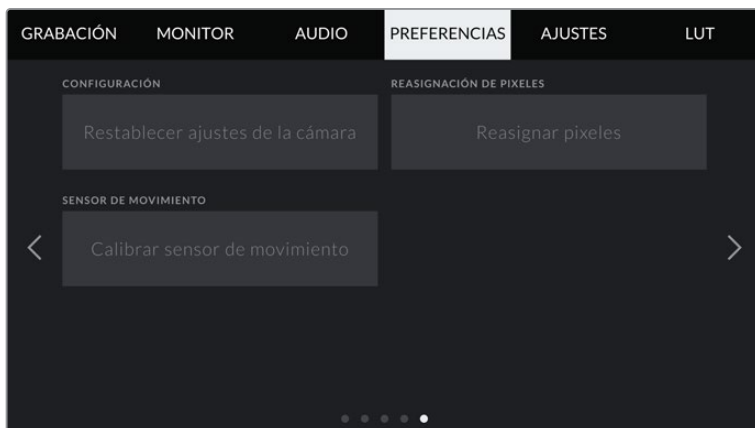 GRABACIÓN MONITOR AUDIO PREFERENCIAS AJUSTES LUT
CONFIGURACIÓN REASIGNACIÓN DE PIXELES
Restablecer ajustes de la cámara Reasignar pixeles
SENSOR DE MOVIMIENTO
Calibrar sensor de movimiento